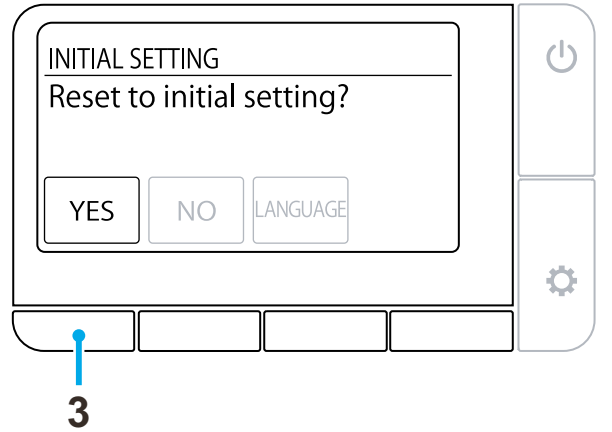 INITIAL SETTING
Reset to initial setting?
YES NO LANGUAGE
3